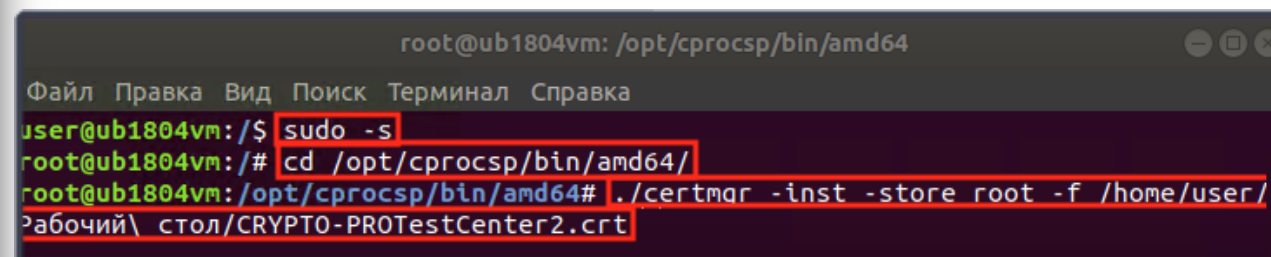 root@ub1804vm: /opt/cprocsp/bin/amd64
Файл Правка Вид Поиск Терминал Справка
user@ub1804vm:/$ sudo -s
root@ub1804vm:/# cd /opt/cprocsp/bin/amd64/
root@ub1804vm:/opt/cprocsp/bin/amd64# ./certmgr -inst -store root -f /home/user/
Рабочий\ стол/CRYPTO-PROTestCenter2.crt